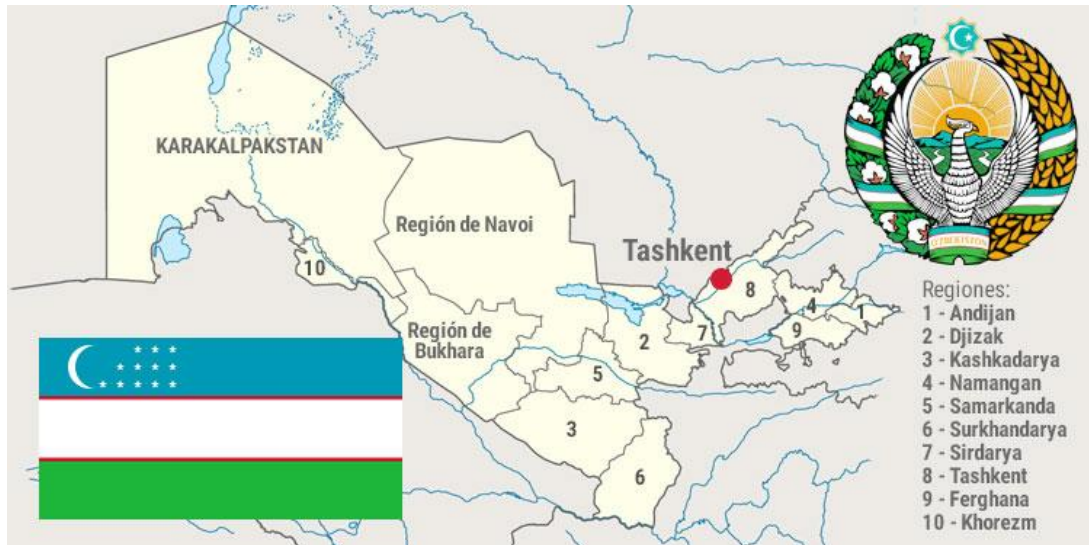 KARAKALPAKSTAN
Región de Navoi
Tashkent
10
Región de
Bukhara
8
4
1
9
7
2
5
3
6
O'ZBEKISTON
Regiones:
1 - Andijan
2 - Djizak
3 - Kashkadarya
4 - Namangan
5 - Samarkanda
6 - Surkhandarya
7 - Sirdarya
8 - Tashkent
9 - Ferghana
10 - Khorezm